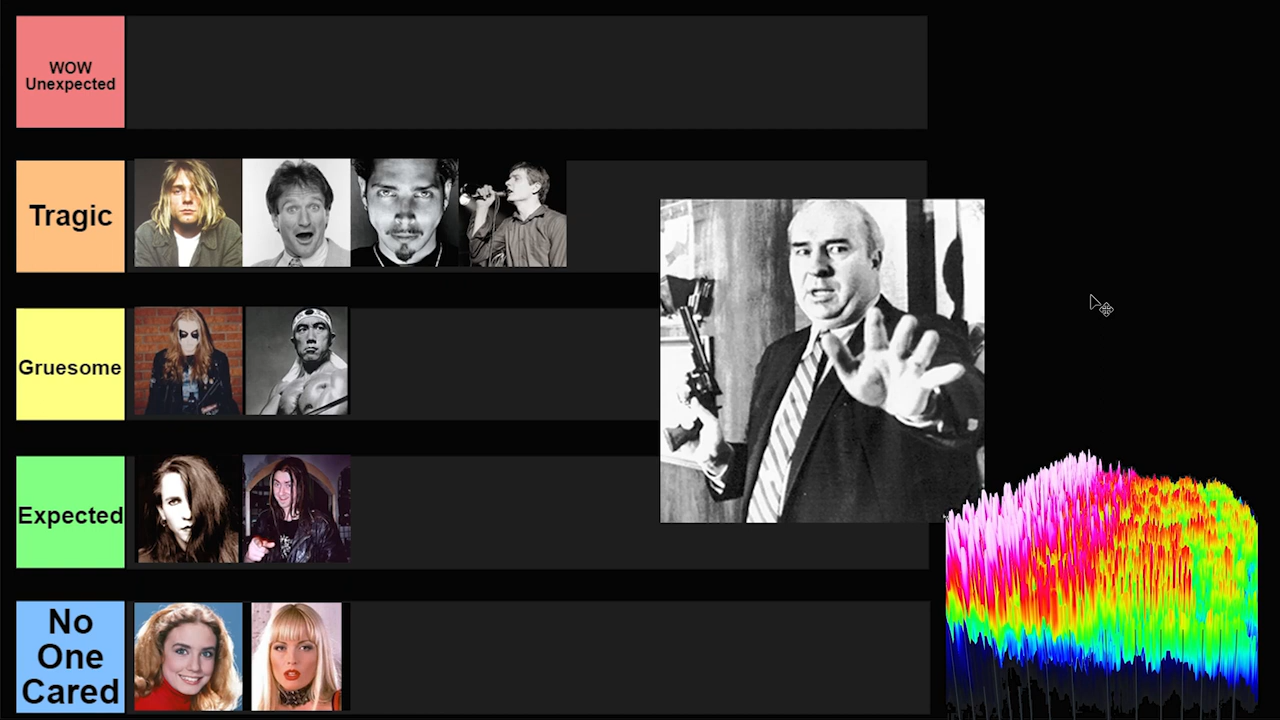 WOW
Unexpected
Tragic
Gruesome
Expected
No
One
Cared